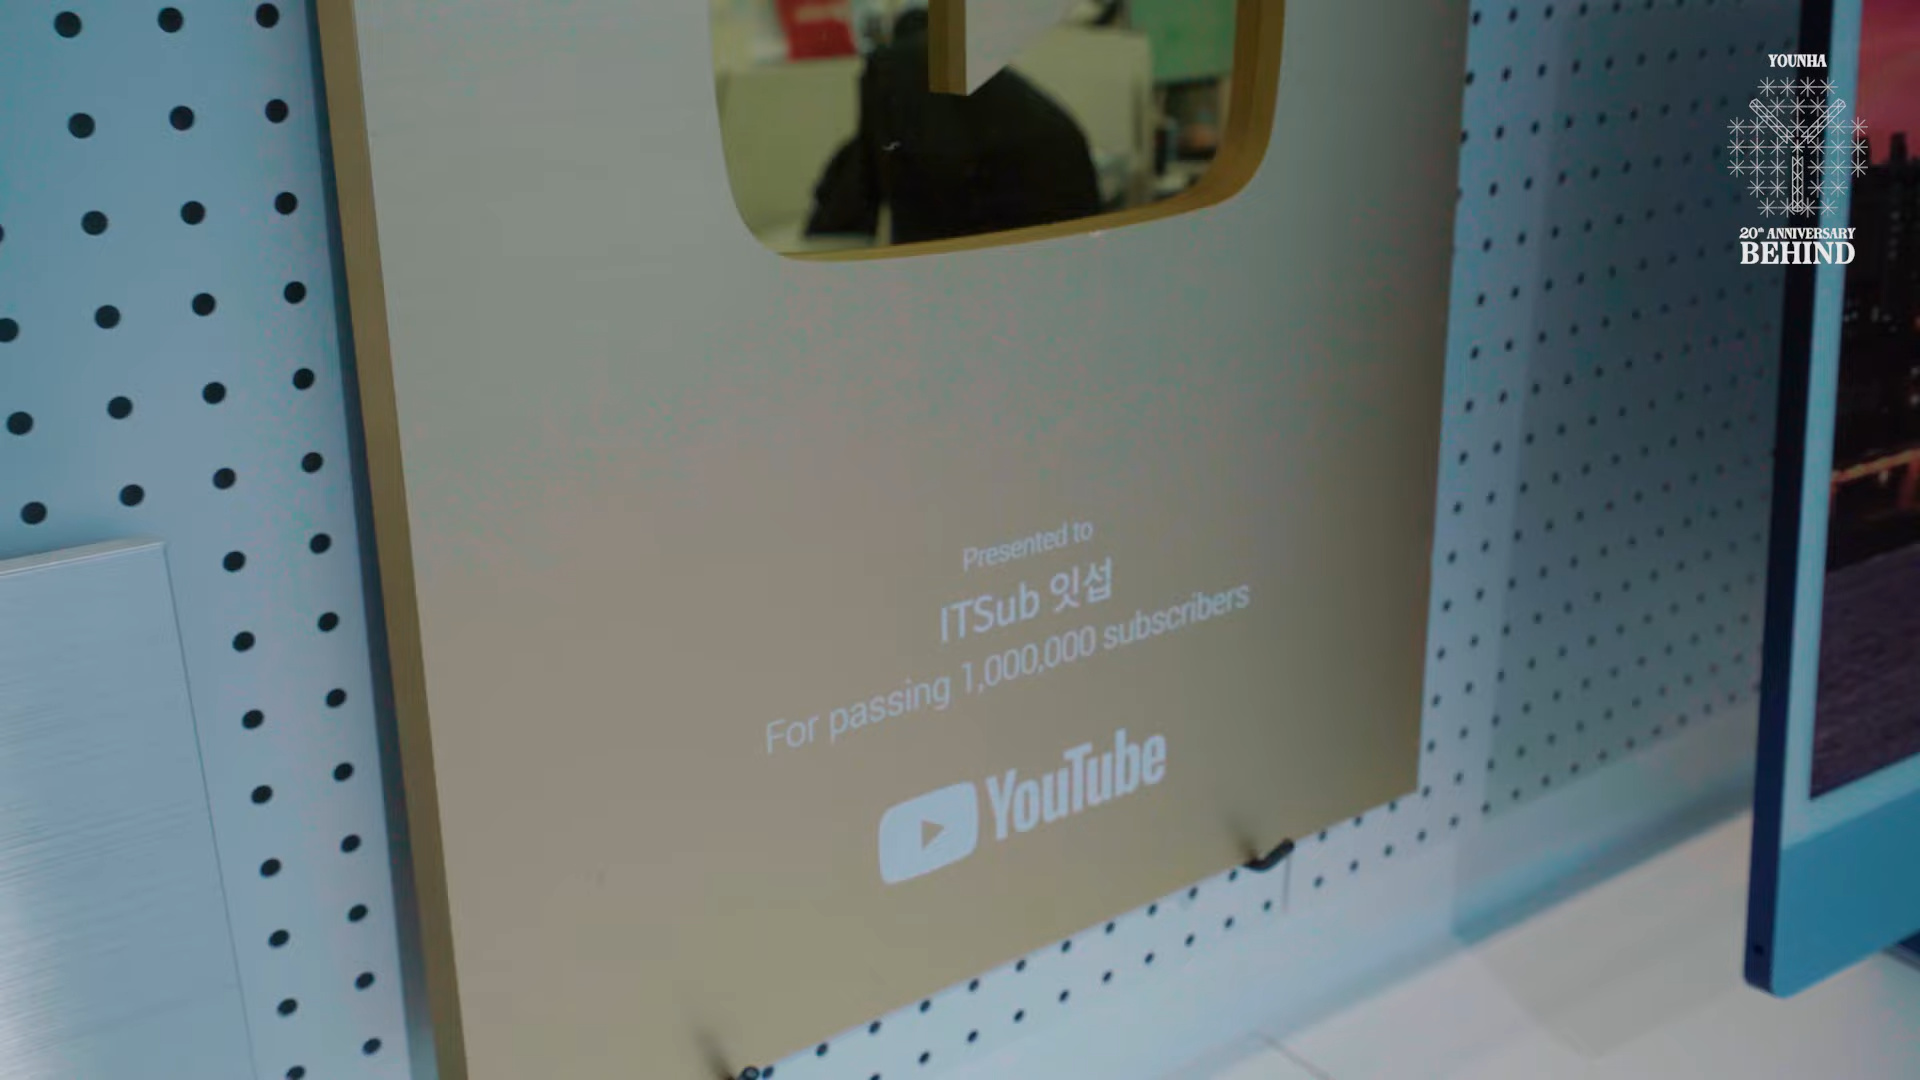 YOUNHA
20th ANNIVERSARY
BEHIND
Presented to
ITSub 잇섭
For passing 1,000,000 subscribers
YouTube